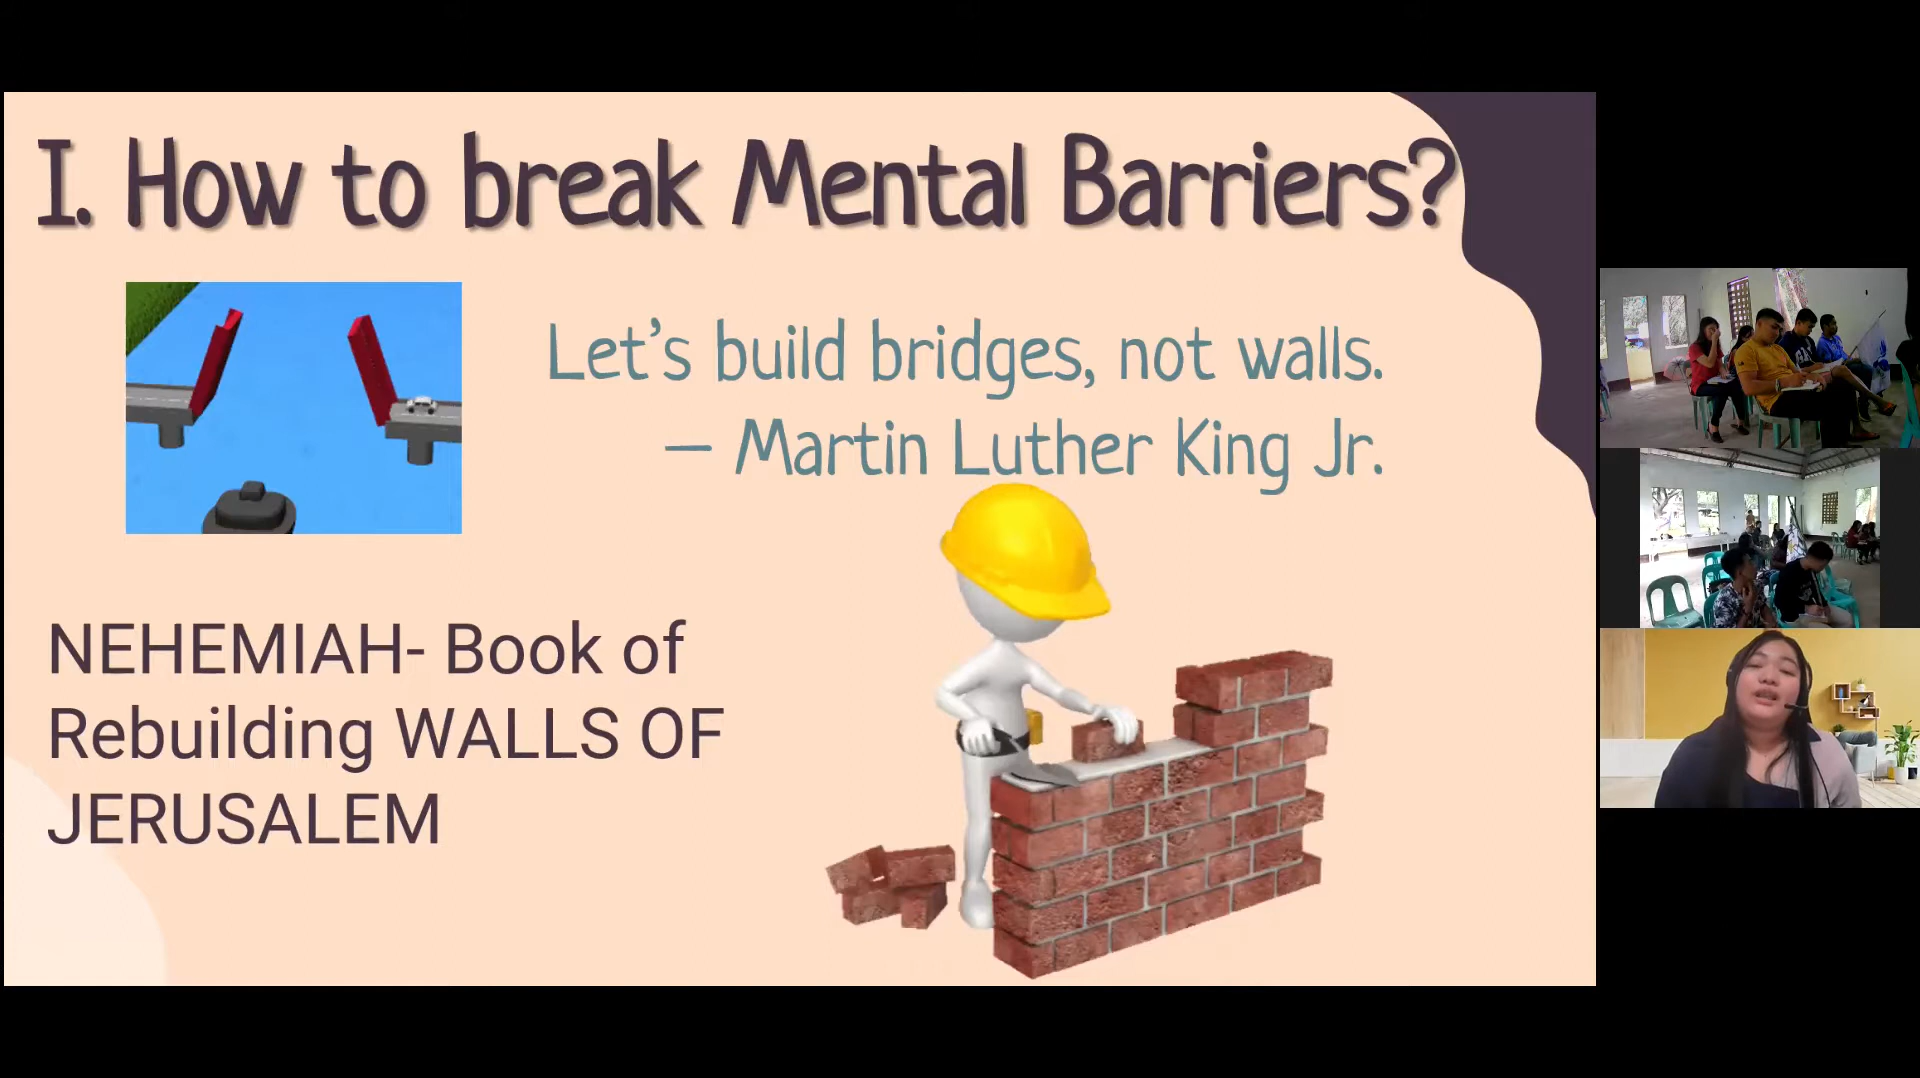 I. How to break Mental Barriers?
Let's build bridges, not walls.
— Martin Luther King Jr.
NEHEMIAH- Book of
Rebuilding WALLS OF
JERUSALEM